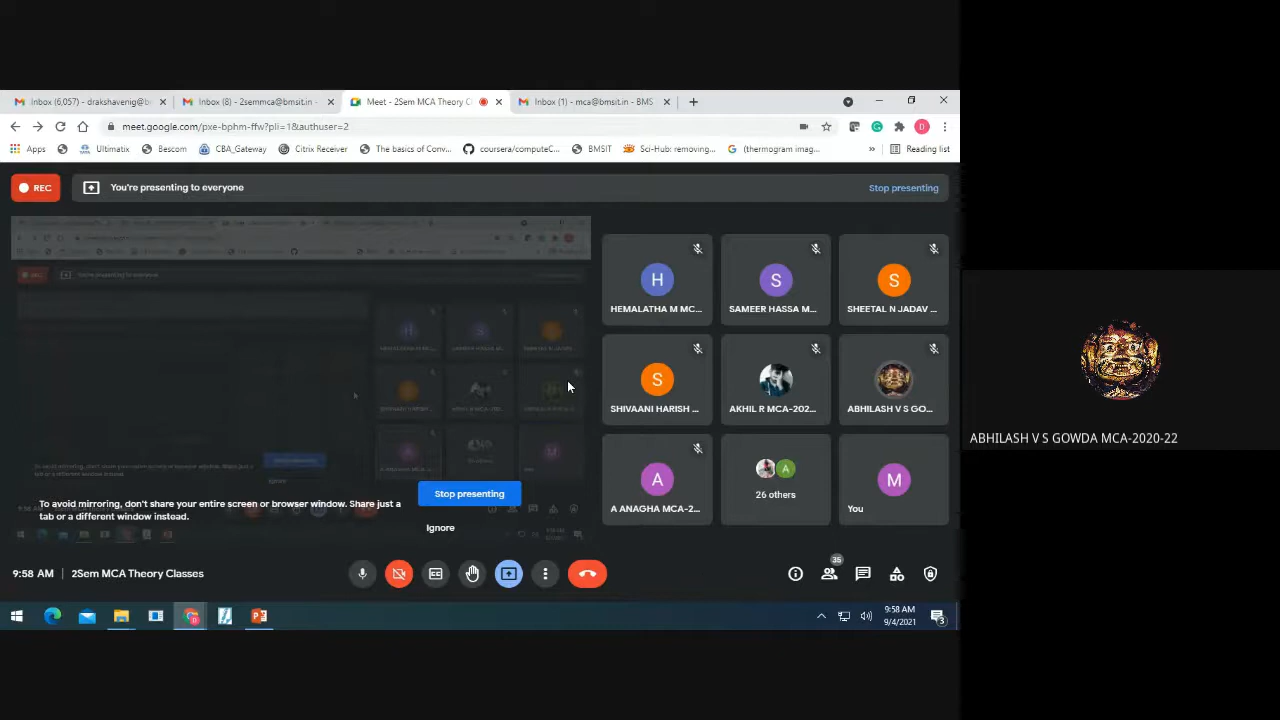 Inbox (6,057) - drakshavenig@b
Inbox (8) - 2semmca@bmsit.in -
Meet - 2Sem MCA Theory C
Inbox (1) - mca@bmsit.in - BMS
meet.google.com/pxe-bphm-ffw?pli=1&authuser=2
D
Apps
Ultimatix
Bescom
CBA_Gateway
Citrix Receiver
The basics of Conv...
coursera/computeC...
BMSIT
Sci-Hub: removing...
(thermogram imag...
»
Reading list
REC
You're presenting to everyone
Stop presenting
H
HEMALATHA M MC...
S
SAMEER HASSA M...
S
SHEETAL N JADAV ...
S
SHIVAANI HARISH ...
AKHIL R MCA-202...
ABHILASH V S GO...
A
A ANAGHA MCA-2...
A
26 others
M
You
ABHILASH V S GOWDA MCA-2020-22
To avoid mirroring, don't share your entire screen or browser window. Share just a
tab or a different window instead.
Stop presenting
Ignore
9:58 AM | 2Sem MCA Theory Classes
35
9:58 AM
9/4/2021
3